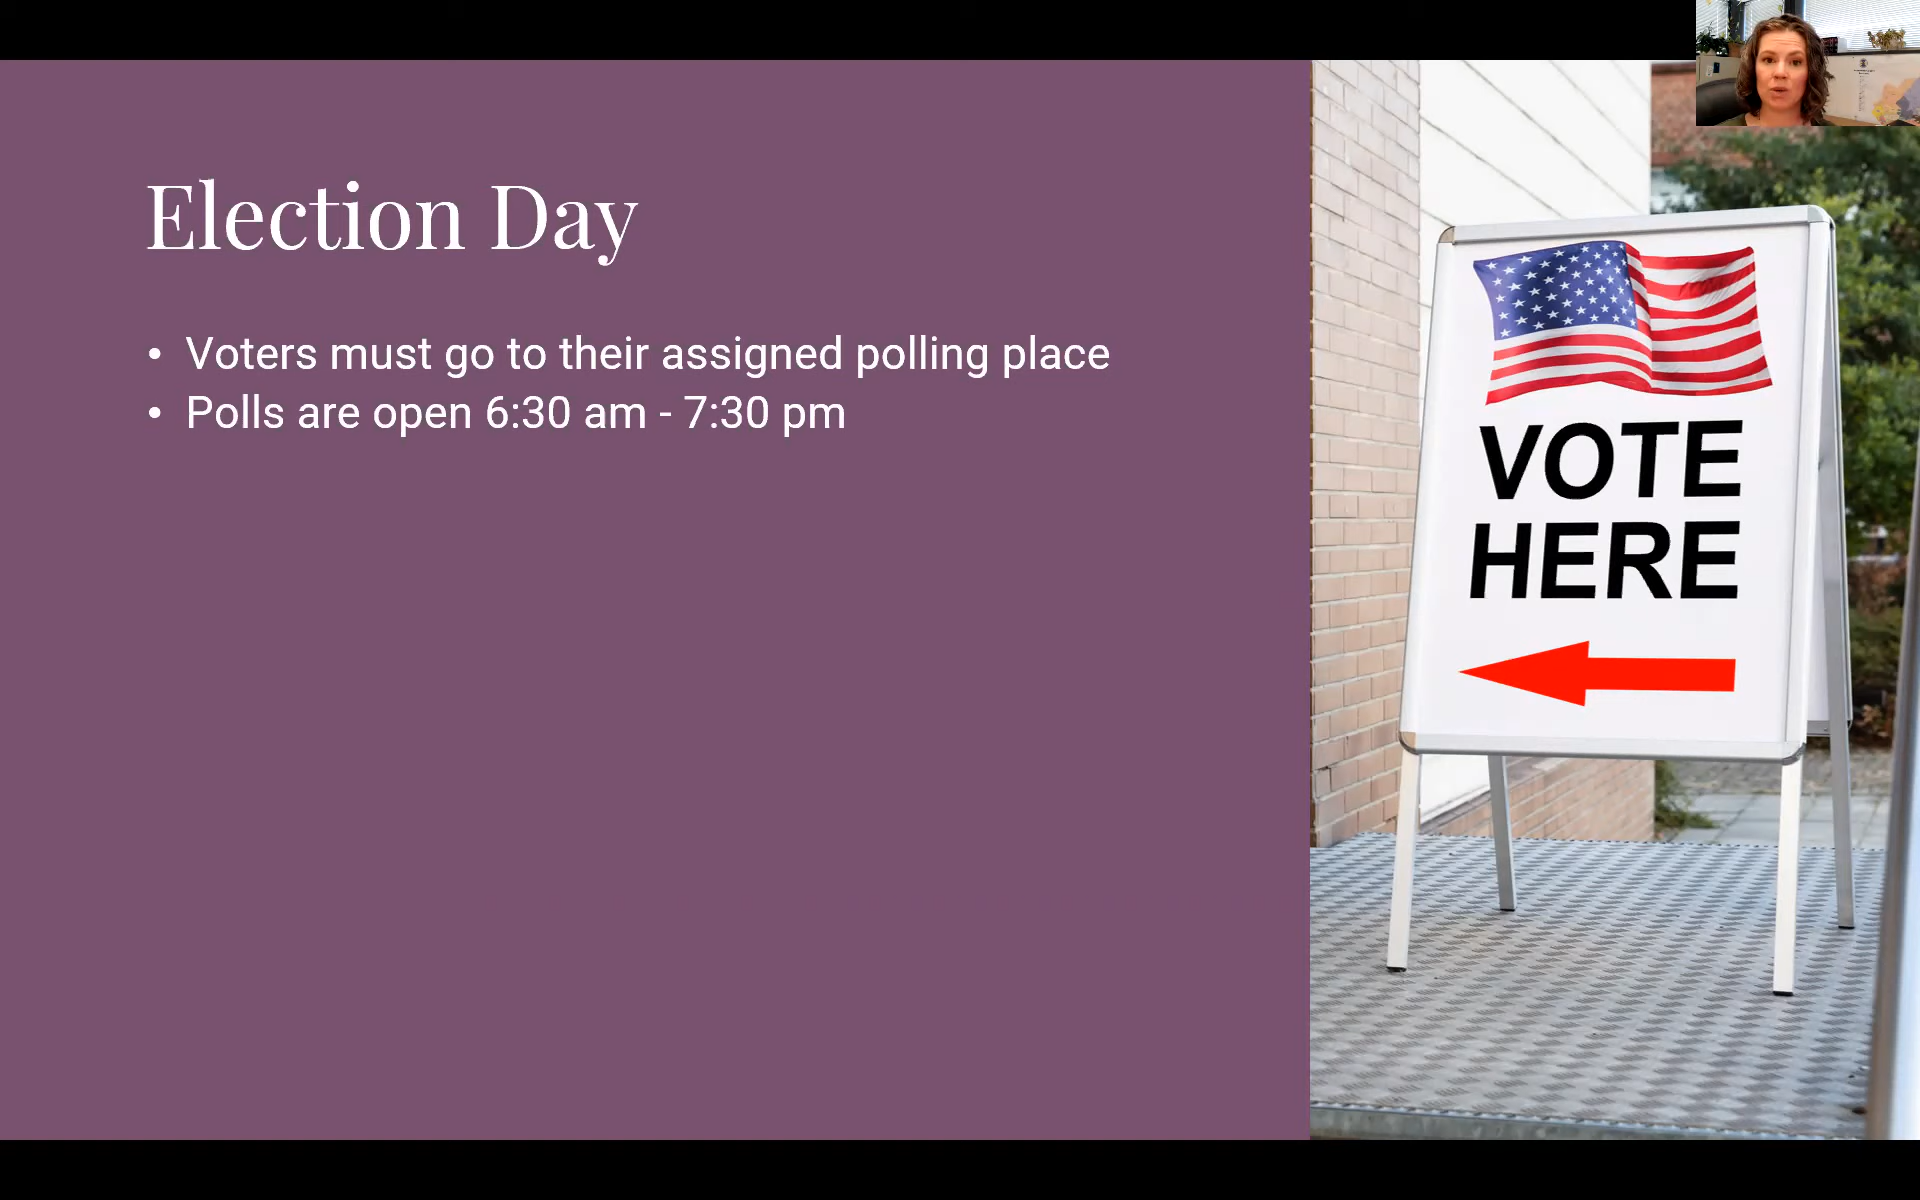 Election Day
• Voters must go to their assigned polling place
• Polls are open 6:30 am - 7:30 pm
VOTE
HERE